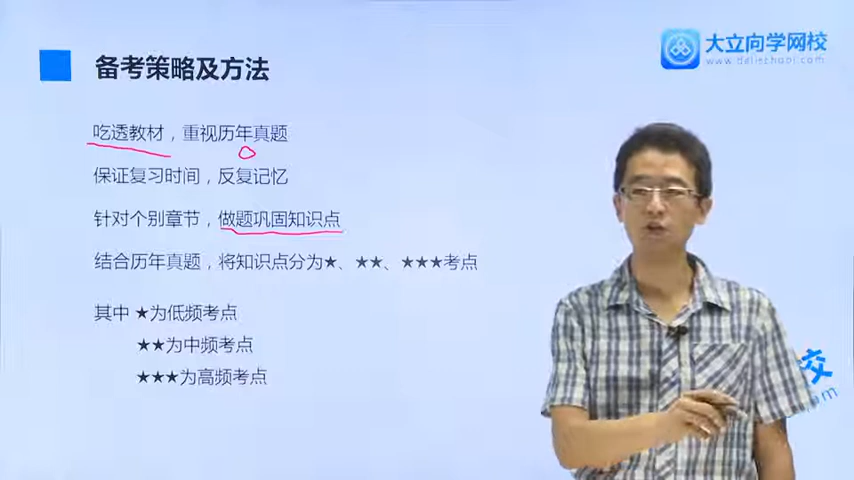 备考策略及方法
大立向学网校
www.delischool.com
吃透教材，重视历年真题
保证复习时间，反复记忆
针对个别章节，做题巩固知识点
结合历年真题，将知识点分为★、★★、★★★考点
其中 ★为低频考点
★★为中频考点
★★★为高频考点
校
om